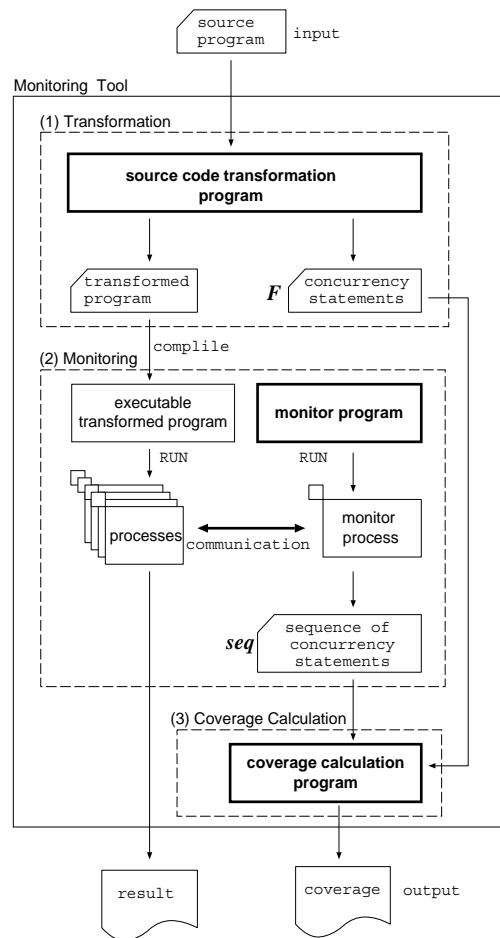 source
program
input
Monitoring Tool
(1) Transformation
source code transformation
program
transformed
program
F
concurrency
statements
complile
(2) Monitoring
executable
transformed program
monitor program
RUN
RUN
processes
communication
monitor
process
seq
sequence of
concurrency
statements
(3) Coverage Calculation
coverage calculation
program
result
coverage
output